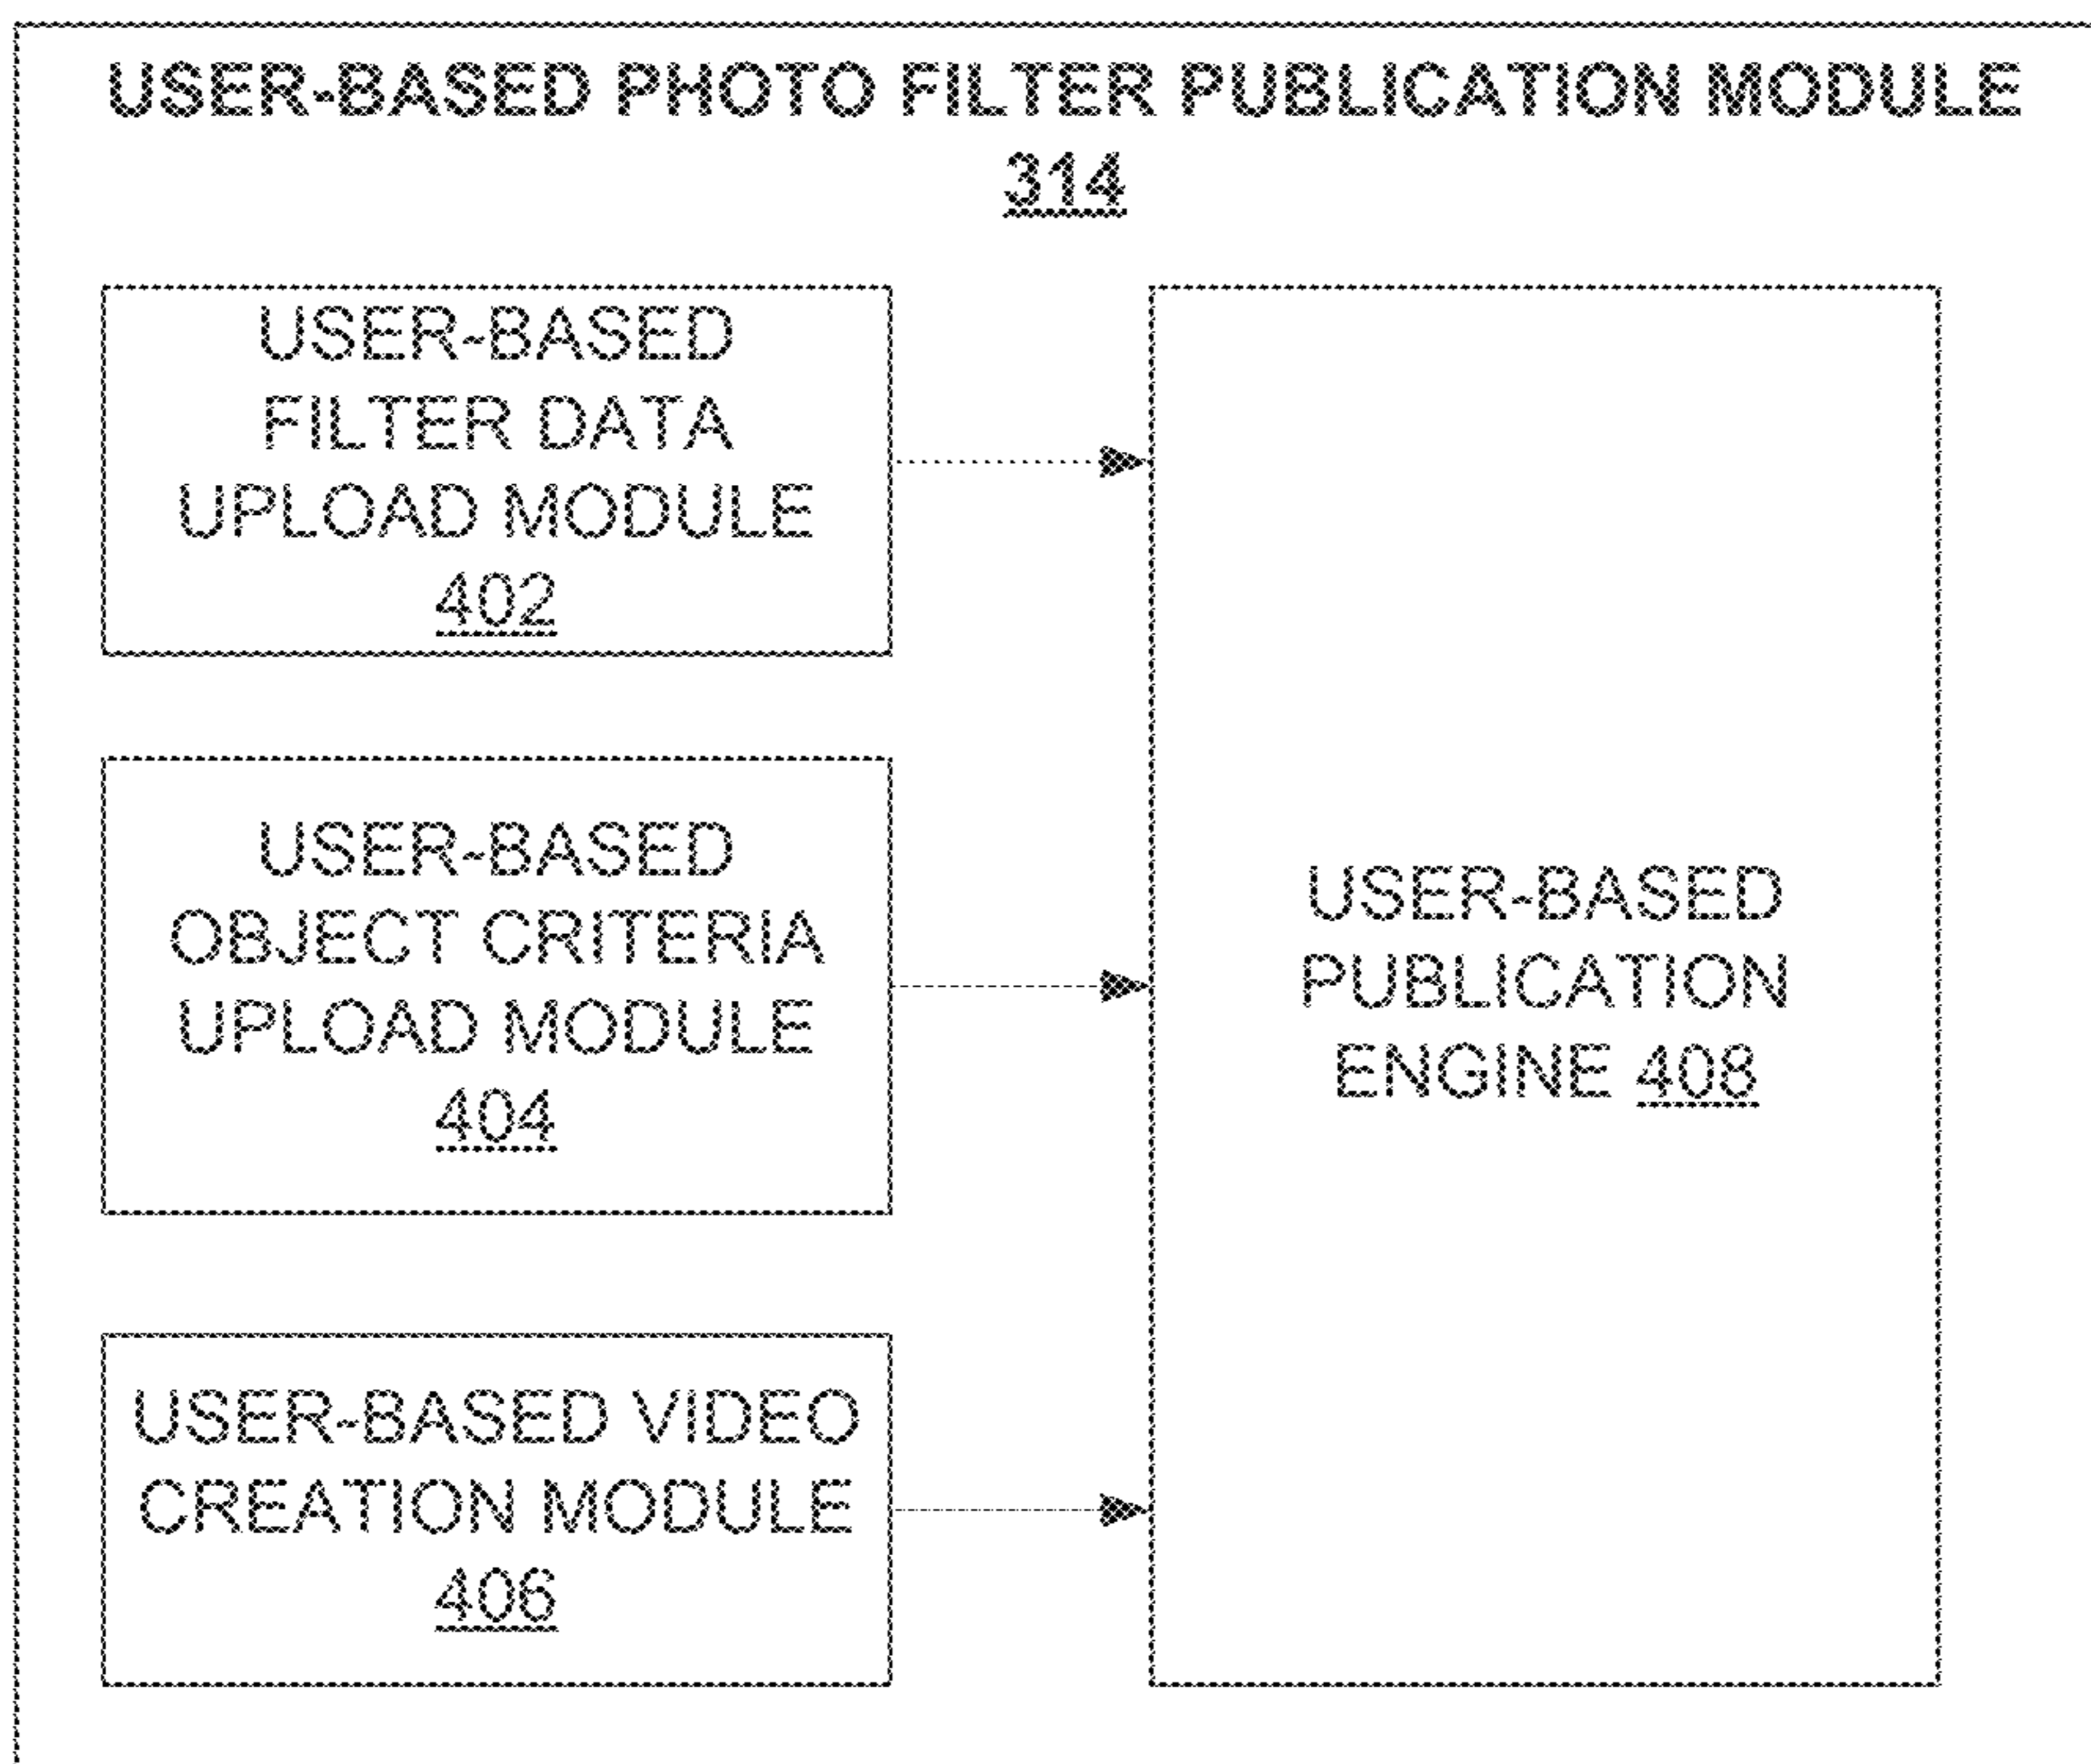 USER-BASED PHOTO FILTER PUBLICATION MODULE
314
USER-BASED
FILTER DATA
UPLOAD MODULE
402
USER-BASED
OBJECT CRITERIA
UPLOAD MODULE
404
USER-BASED VIDEO
CREATION MODULE
406
USER-BASED
PUBLICATION
ENGINE 408